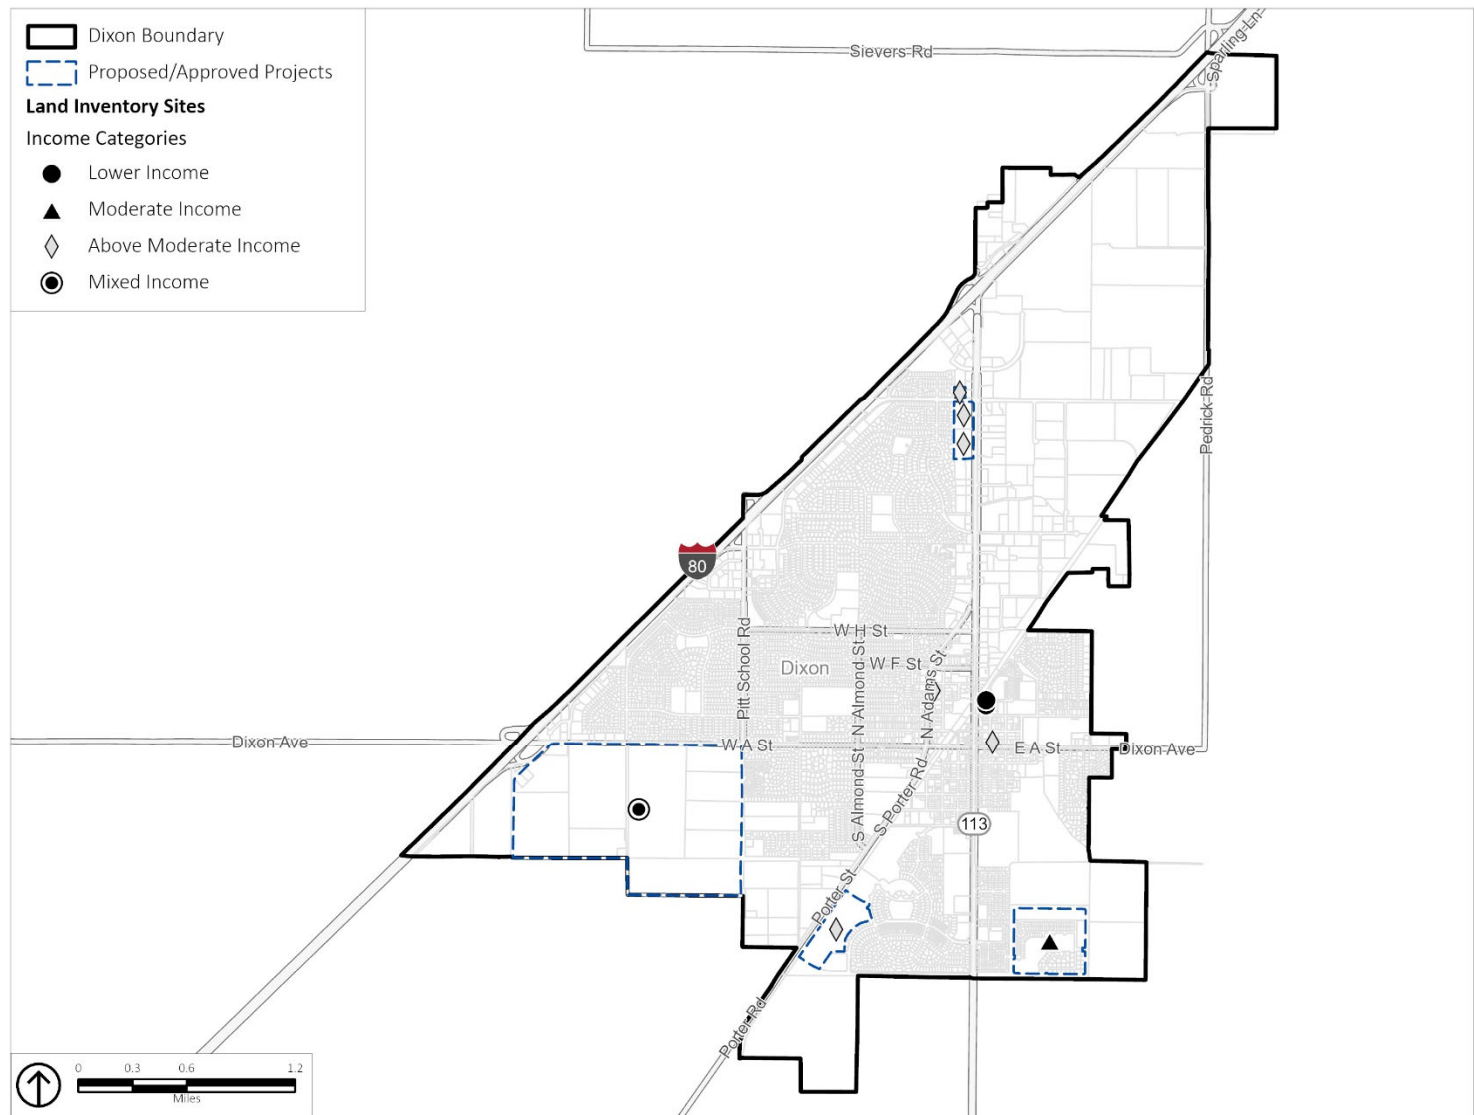 Dixon Boundary
Proposed/Approved Projects
Land Inventory Sites
Income Categories
Lower Income
Moderate Income
Above Moderate Income
Mixed Income
Sievers Rd
Sparling Ln
Pedrick Rd
80
Pitt School Rd
W H St
Dixon
W F St
N Almond St
N Adams St
Dixon Ave
W A St
E A St
Dixon Ave
S Almond St
S Porter Rd
113
Porter St
Porter Rd
0 0.3 0.6 1.2
Miles